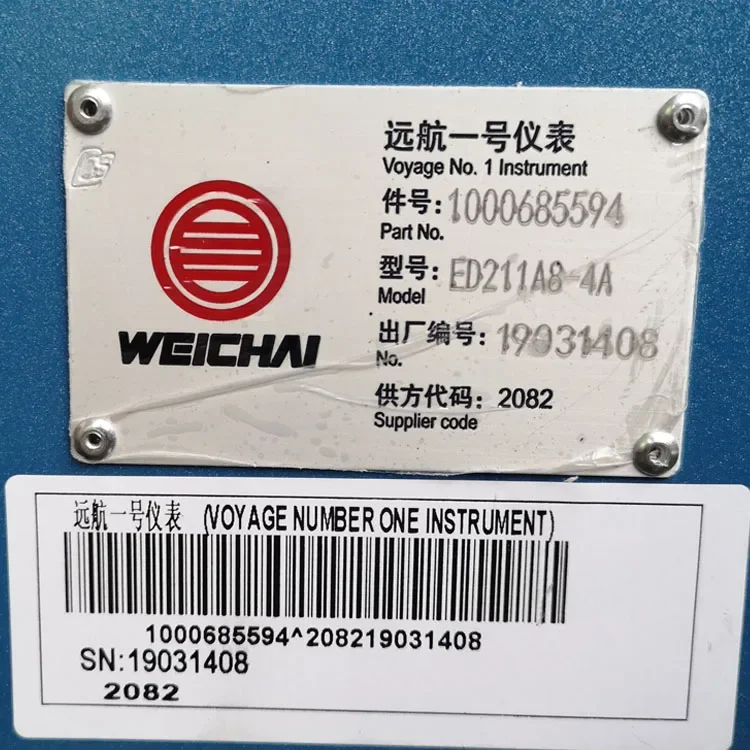 远航一号仪表
Voyage No. 1 Instrument
件号: 1000685594
Part No.
型号: ED211A8-4A
Model
出厂编号: 19031408
No.
供方代码: 2082
Supplier code
WEICHAI
远航一号仪表 (VOYAGE NUMBER ONE INSTRUMENT)
1000685594^208219031408
SN:19031408
2082